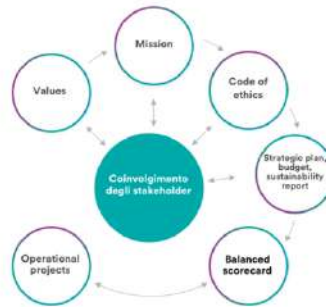 Mission
Values
Code of
ethics
Coinvolgimento
degli stakeholder
Strategic plan,
budget,
sustainability
report
Operational
projects
Balanced
scorecard